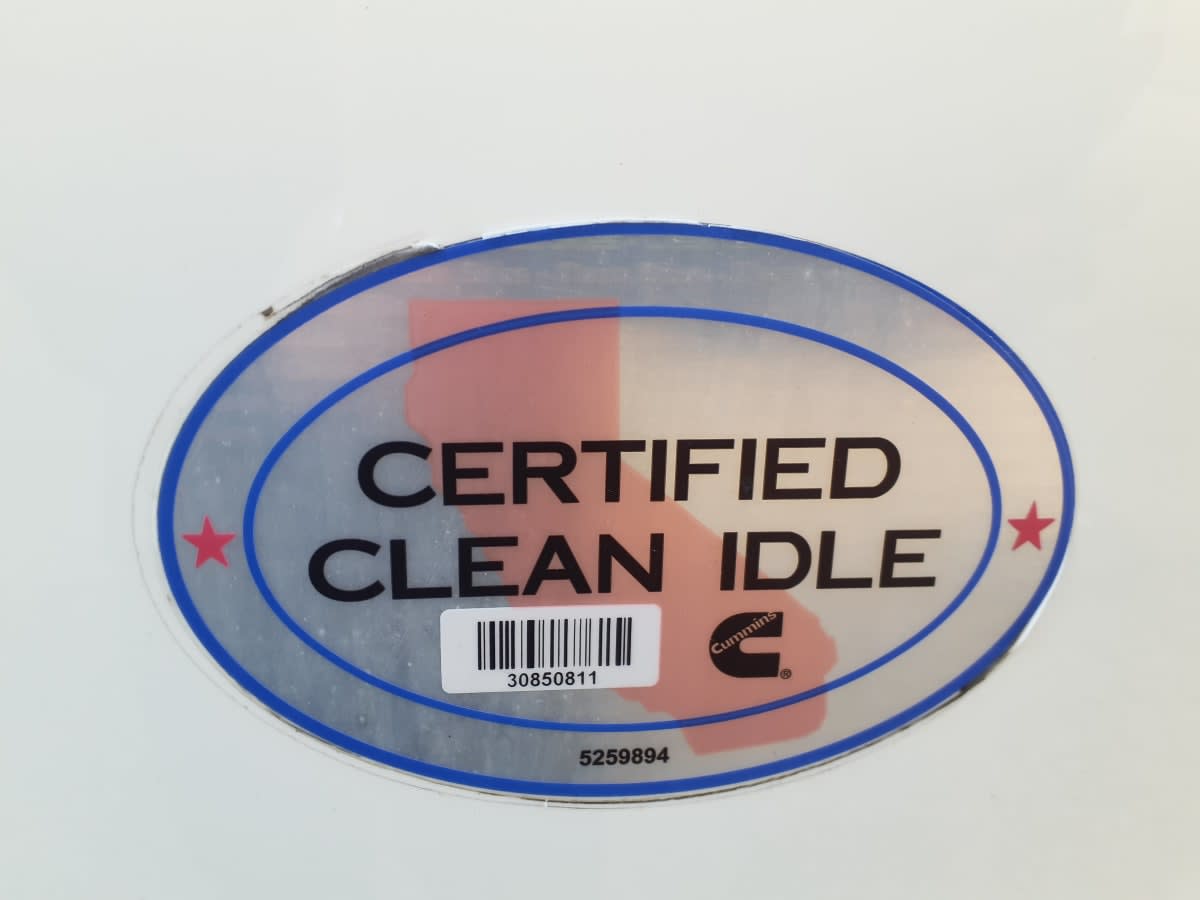 CERTIFIED
CLEAN IDLE
30850811
Cummins
®
5259894